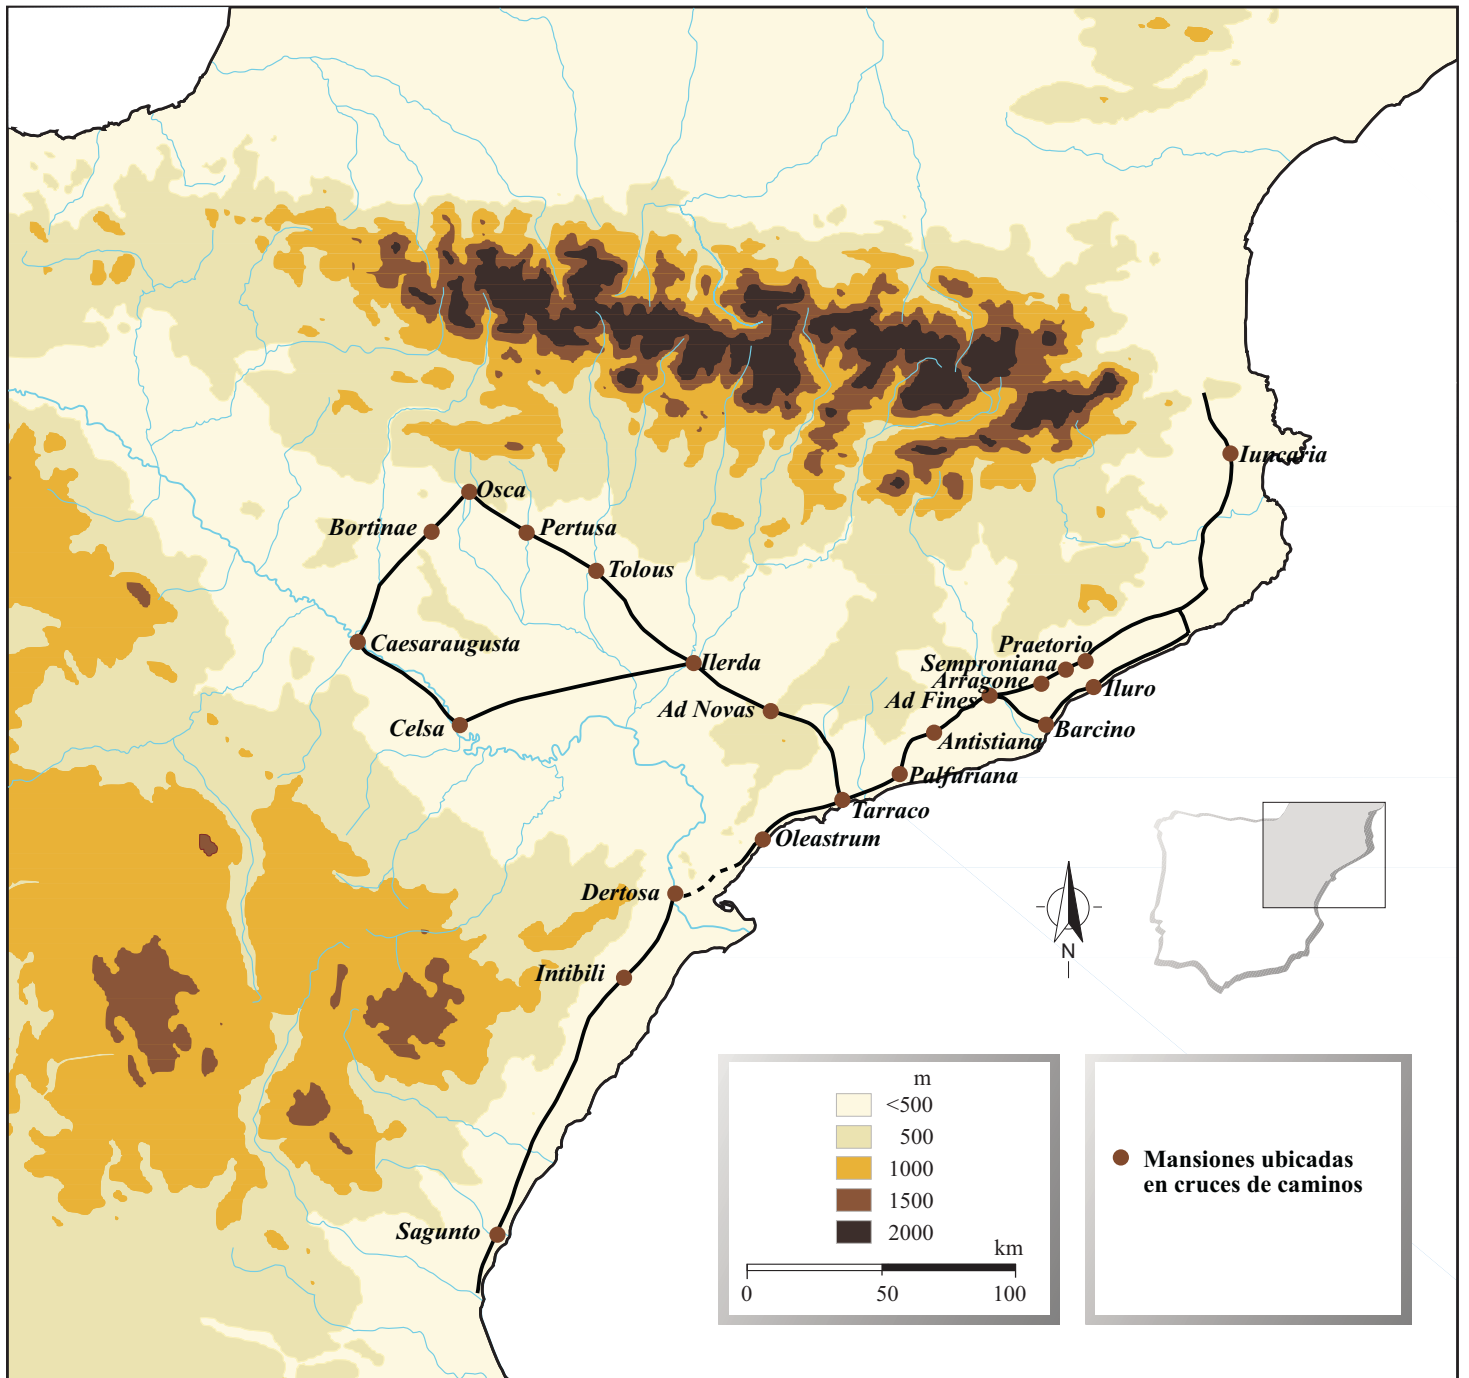 Iuncaria
Osca
Bortinae
Pertusa
Tolous
Caesaraugusta
Praetorio
Semproniana
Ilerda
Arragone
Iluro
Ad Fines
Ad Novas
Celsa
Barcino
Antistiana
Palfuriana
Tarraco
Oleastrum
Dertosa
N
Intibili
Sagunto
m
<500
500
1000
1500
2000
km
0 50 100
Mansiones ubicadas
en cruces de caminos